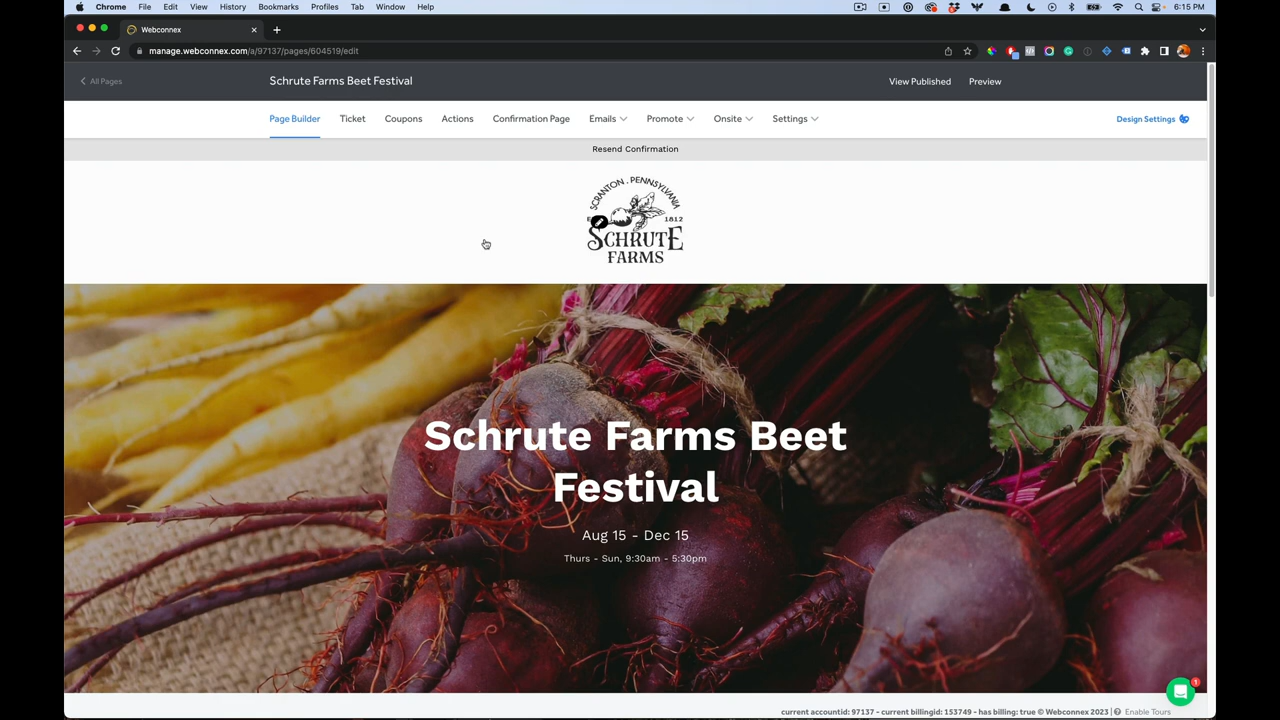 Chrome File Edit View History Bookmarks Profiles Tab Window Help 6:15 PM
Webconnex
manage.webconnex.com/a/97137/pages/604519/edit
All Pages Schrute Farms Beet Festival View Published Preview
Page Builder Ticket Coupons Actions Confirmation Page Emails Promote Onsite Settings Design Settings
Resend Confirmation
SCRANTON . PENNSYLVANIA
1812
SCHRUTE
FARMS
Schrute Farms Beet
Festival
Aug 15 - Dec 15
Thurs - Sun, 9:30am - 5:30pm
1
current accountid: 97137 - current billingid: 153749 - has billing: true © Webconnex 2023 | Enable Tours